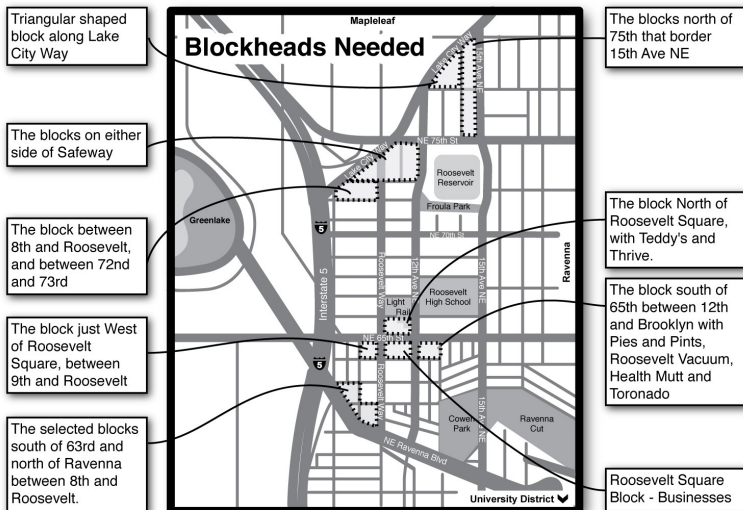 Triangular shaped
block along Lake
City Way
The blocks on either
side of Safeway
The block between
8th and Roosevelt,
and between 72nd
and 73rd
The block just West
of Roosevelt
Square, between
9th and Roosevelt
The selected blocks
south of 63rd and
north of Ravenna
between 8th and
Roosevelt.
Mapleleaf
Blockheads Needed
Lake City Way
15th Ave NE
NE 75th St
Lake City Way
Roosevelt
Reservoir
Greenlake
Froula Park
5
NE 70th St
Ravenna
Interstate 5
Roosevelt Way
12th Ave NE
15th Ave NE
Light
Rail
Roosevelt
High School
NE 65th St
5
Roosevelt Way
15th Ave NE
Cowen
Park
Ravenna
Cut
NE Ravenna Blvd
University District
The blocks north of
75th that border
15th Ave NE
The block North of
Roosevelt Square,
with Teddy's and
Thrive.
The block south of
65th between 12th
and Brooklyn with
Pies and Pints,
Roosevelt Vacuum,
Health Mutt and
Toronado
Roosevelt Square
Block - Businesses